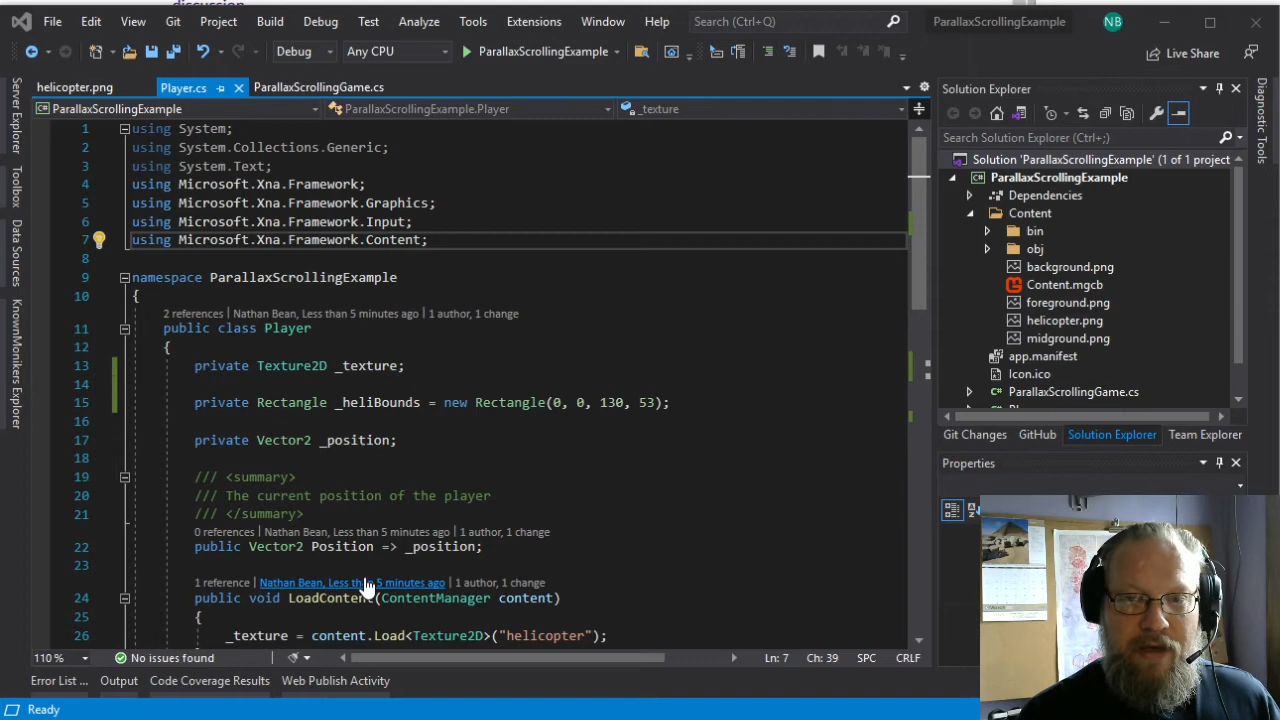 discussion
File Edit View Git Project Build Debug Test Analyze Tools Extensions Window Help Search (Ctrl+Q) ParallaxScrollingExample NB
Debug Any CPU ParallaxScrollingExample Live Share
Server Explorer
Toolbox
Data Sources
KnownMonikers Explorer
helicopter.png Player.cs ParallaxScrollingGame.cs
ParallaxScrollingExample ParallaxScrollingExample.Player _texture
1 using System;
2 using System.Collections.Generic;
3 using System.Text;
4 using Microsoft.Xna.Framework;
5 using Microsoft.Xna.Framework.Graphics;
6 using Microsoft.Xna.Framework.Input;
7 using Microsoft.Xna.Framework.Content;
8
9 namespace ParallaxScrollingExample
10 {
2 references | Nathan Bean, Less than 5 minutes ago | 1 author, 1 change
11 public class Player
12 {
13 private Texture2D _texture;
14
15 private Rectangle _heliBounds = new Rectangle(0, 0, 130, 53);
16
17 private Vector2 _position;
18
19 /// <summary>
20 /// The current position of the player
21 /// </summary>
0 references | Nathan Bean, Less than 5 minutes ago | 1 author, 1 change
22 public Vector2 Position => _position;
23
1 reference | Nathan Bean, Less than 5 minutes ago | 1 author, 1 change
24 public void LoadContent(ContentManager content)
25 {
26 _texture = content.Load<Texture2D>("helicopter");
110 % No issues found Ln: 7 Ch: 39 SPC CRLF
Error List ... Output Code Coverage Results Web Publish Activity
Ready
Solution Explorer
Search Solution Explorer (Ctrl+;)
Solution 'ParallaxScrollingExample' (1 of 1 project
ParallaxScrollingExample
Dependencies
Content
bin
obj
background.png
Content.mgcb
foreground.png
helicopter.png
midground.png
app.manifest
Icon.ico
ParallaxScrollingGame.cs
Git Changes GitHub Solution Explorer Team Explorer
Properties
Diagnostic Tools